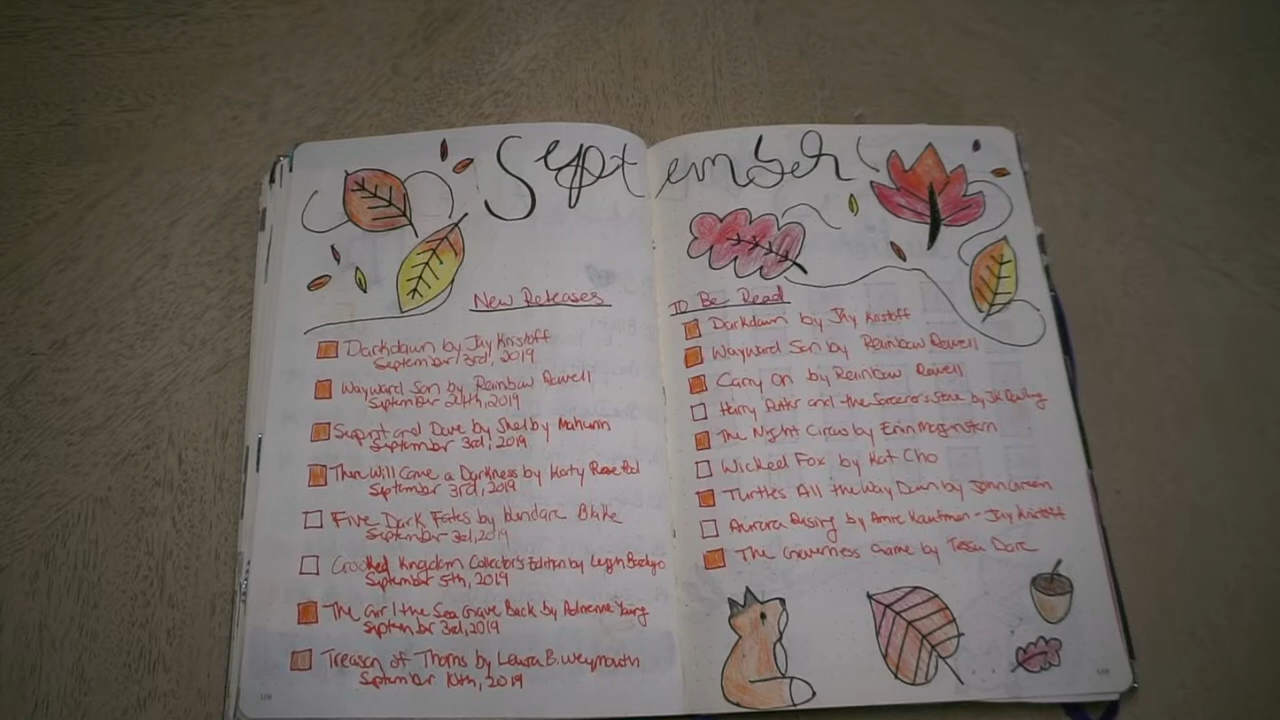 September
New Releases
Darkdawn by Jay Kristoff
September 3rd, 2019
Wayward Son by Rainbow Rowell
September 24th, 2019
Serpent and Dove by Shelby Mahurin
September 3rd, 2019
Then Will Come a Darkness by Katy Rose Pool
September 3rd, 2019
Five Dark Fates by Kendare Blake
September 3rd, 2019
Crooked Kingdom Collector's Edition by Leigh Bardugo
September 5th, 2019
The Girl the Sea Gave Back by Adrienne Young
September 3rd, 2019
Treason of Thorns by Laura B. Weymouth
September 10th, 2019
To Be Read
Darkdawn by Jay Kristoff
Wayward Son by Rainbow Rowell
Carry On by Rainbow Rowell
Harry Potter and the Sorcerer's Stone by JK Rowling
The Night Circus by Erin Morgenstern
Wicked Fox by Kat Cho
Turtles All the Way Down by John Green
Aurora Rising by Amie Kaufman - Jay Kristoff
The Governess Game by Tessa Dare